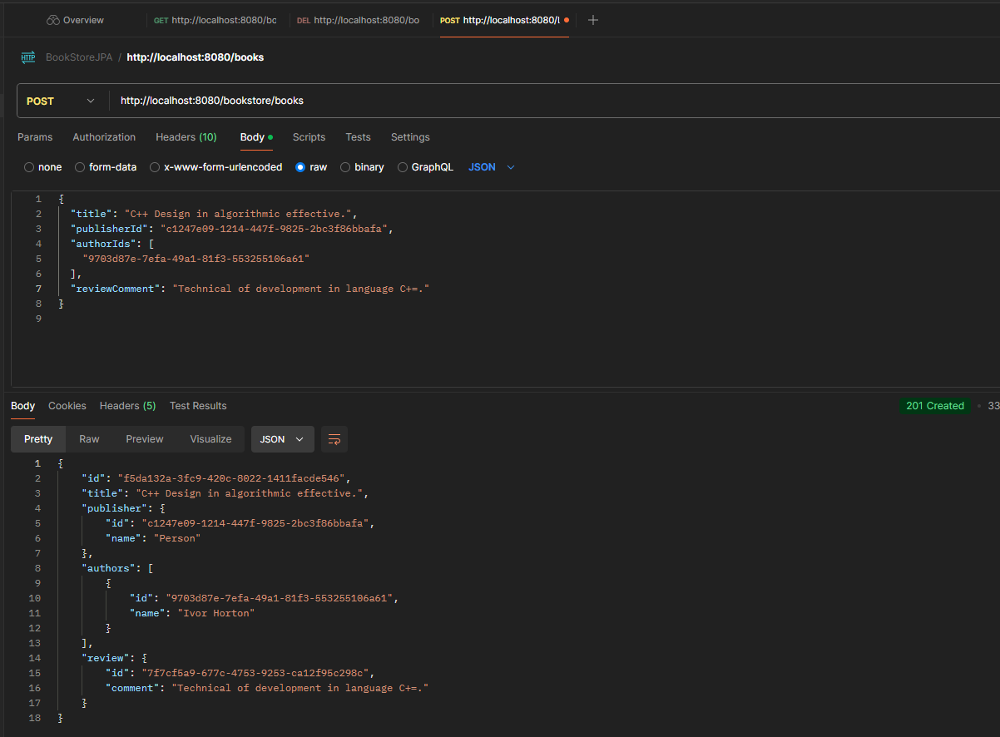 Overview GET http://localhost:8080/bo DEL http://localhost:8080/bo POST http://localhost:8080/l
HTTP BookStoreJPA / http://localhost:8080/books
POST http://localhost:8080/bookstore/books
Params Authorization Headers (10) Body Scripts Tests Settings
none form-data x-www-form-urlencoded raw binary GraphQL JSON
1 {
2 "title": "C++ Design in algorithmic effective.",
3 "publisherId": "c1247e09-1214-447f-9825-2bc3f86bbafa",
4 "authorIds": [
5 "9703d87e-7efa-49a1-81f3-553255106a61"
6 ],
7 "reviewComment": "Technical of development in language C+=."
8 }
9
Body Cookies Headers (5) Test Results 201 Created 33
Pretty Raw Preview Visualize JSON
1 {
2 "id": "f5da132a-3fc9-420c-8022-1411facde546",
3 "title": "C++ Design in algorithmic effective.",
4 "publisher": {
5 "id": "c1247e09-1214-447f-9825-2bc3f86bbafa",
6 "name": "Person"
7 },
8 "authors": [
9 {
10 "id": "9703d87e-7efa-49a1-81f3-553255106a61",
11 "name": "Ivor Horton"
12 }
13 ],
14 "review": {
15 "id": "7f7cf5a9-677c-4753-9253-ca12f95c298c",
16 "comment": "Technical of development in language C+=."
17 }
18 }